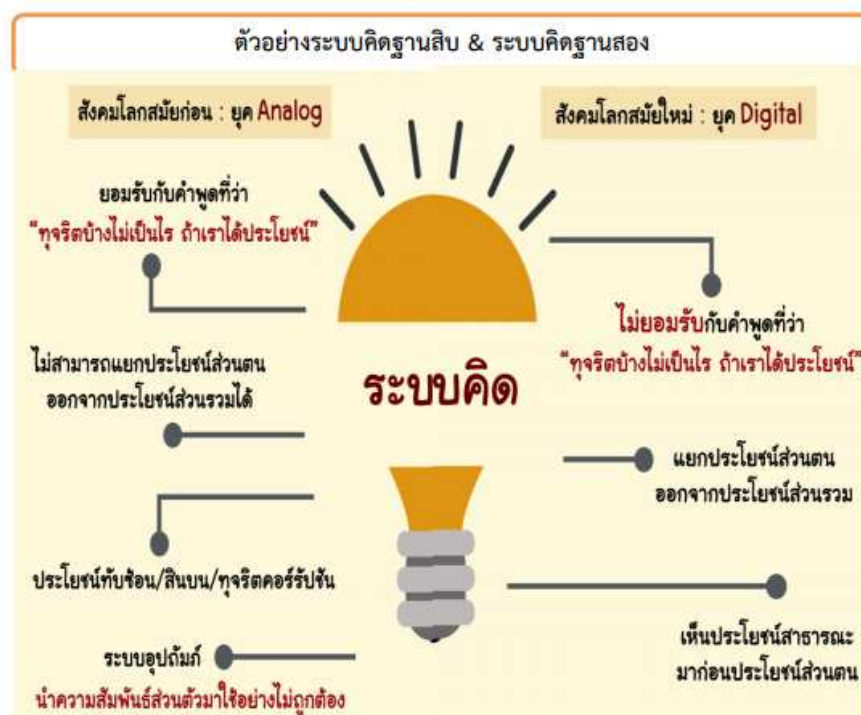 ตัวอย่างระบบคิดฐานสิบ & ระบบคิดฐานสอง
สังคมโลกสมัยก่อน : ยุค Analog
สังคมโลกสมัยใหม่ : ยุค Digital
ยอมรับกับคำพูดที่ว่า
"ทุจริตบ้างไม่เป็นไร ถ้าเราได้ประโยชน์"
ไม่ยอมรับกับคำพูดที่ว่า
"ทุจริตบ้างไม่เป็นไร ถ้าเราได้ประโยชน์"
ไม่สามารถแยกประโยชน์ส่วนตน
ออกจากประโยชน์ส่วนรวมได้
ระบบคิด
แยกประโยชน์ส่วนตน
ออกจากประโยชน์ส่วนรวม
ประโยชน์ทับซ้อน/สินบน/ทุจริตคอร์รัปชัน
เห็นประโยชน์สาธารณะ
มาก่อนประโยชน์ส่วนตน
ระบบอุปถัมภ์
นำความสัมพันธ์ส่วนตัวมาใช้อย่างไม่ถูกต้อง